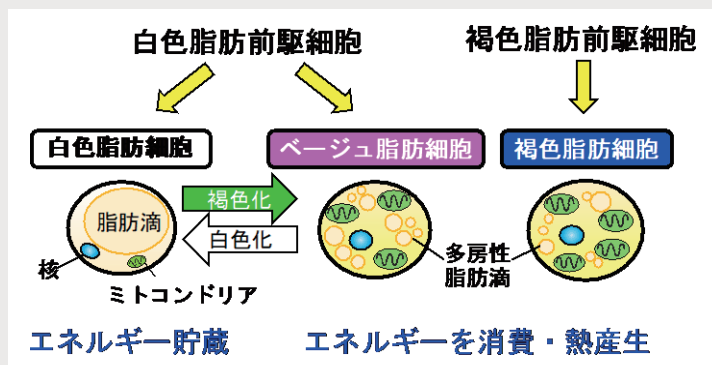 白色脂肪前駆細胞
褐色脂肪前駆細胞
白色脂肪細胞
ベージュ脂肪細胞
褐色脂肪細胞
脂肪滴
褐色化
白色化
核
ミトコンドリア
多房性
脂肪滴
エネルギー貯蔵
エネルギーを消費・熱産生